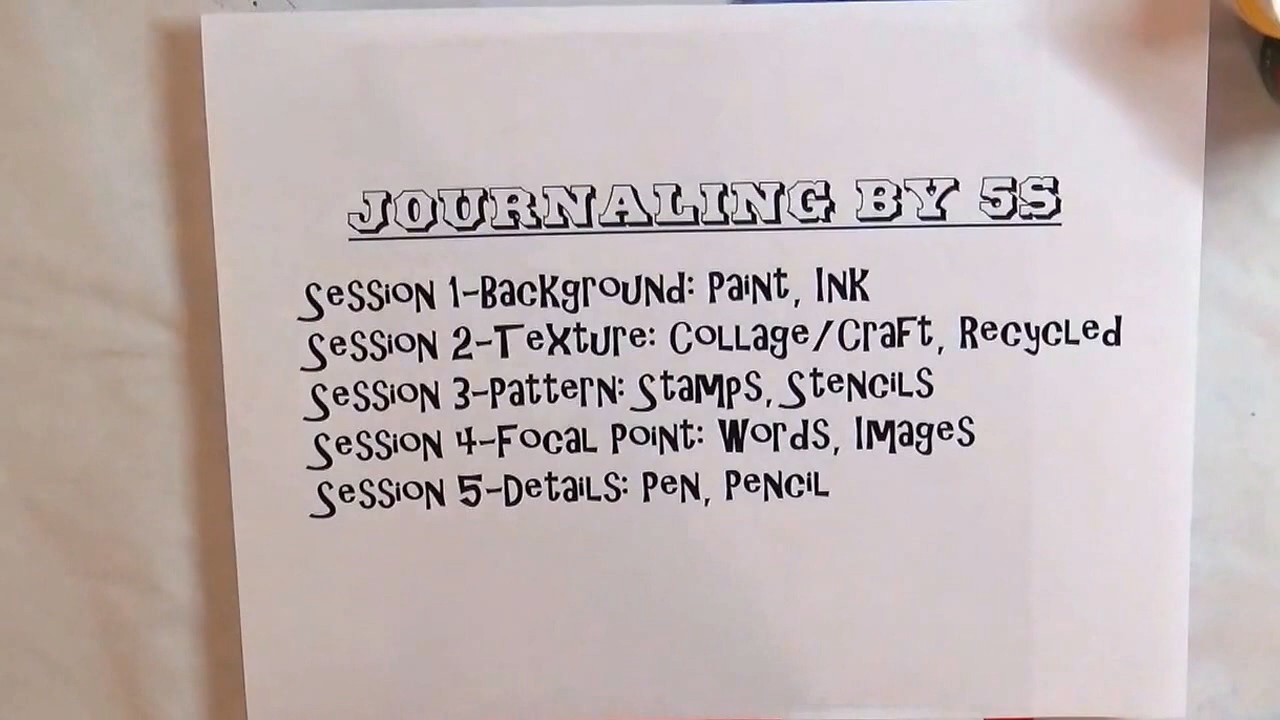 JOURNALING BY 5S
Session 1-Background: Paint, Ink
Session 2-Texture: Collage/Craft, Recycled
Session 3-Pattern: Stamps, Stencils
Session 4-Focal Point: Words, Images
Session 5-Details: Pen, Pencil